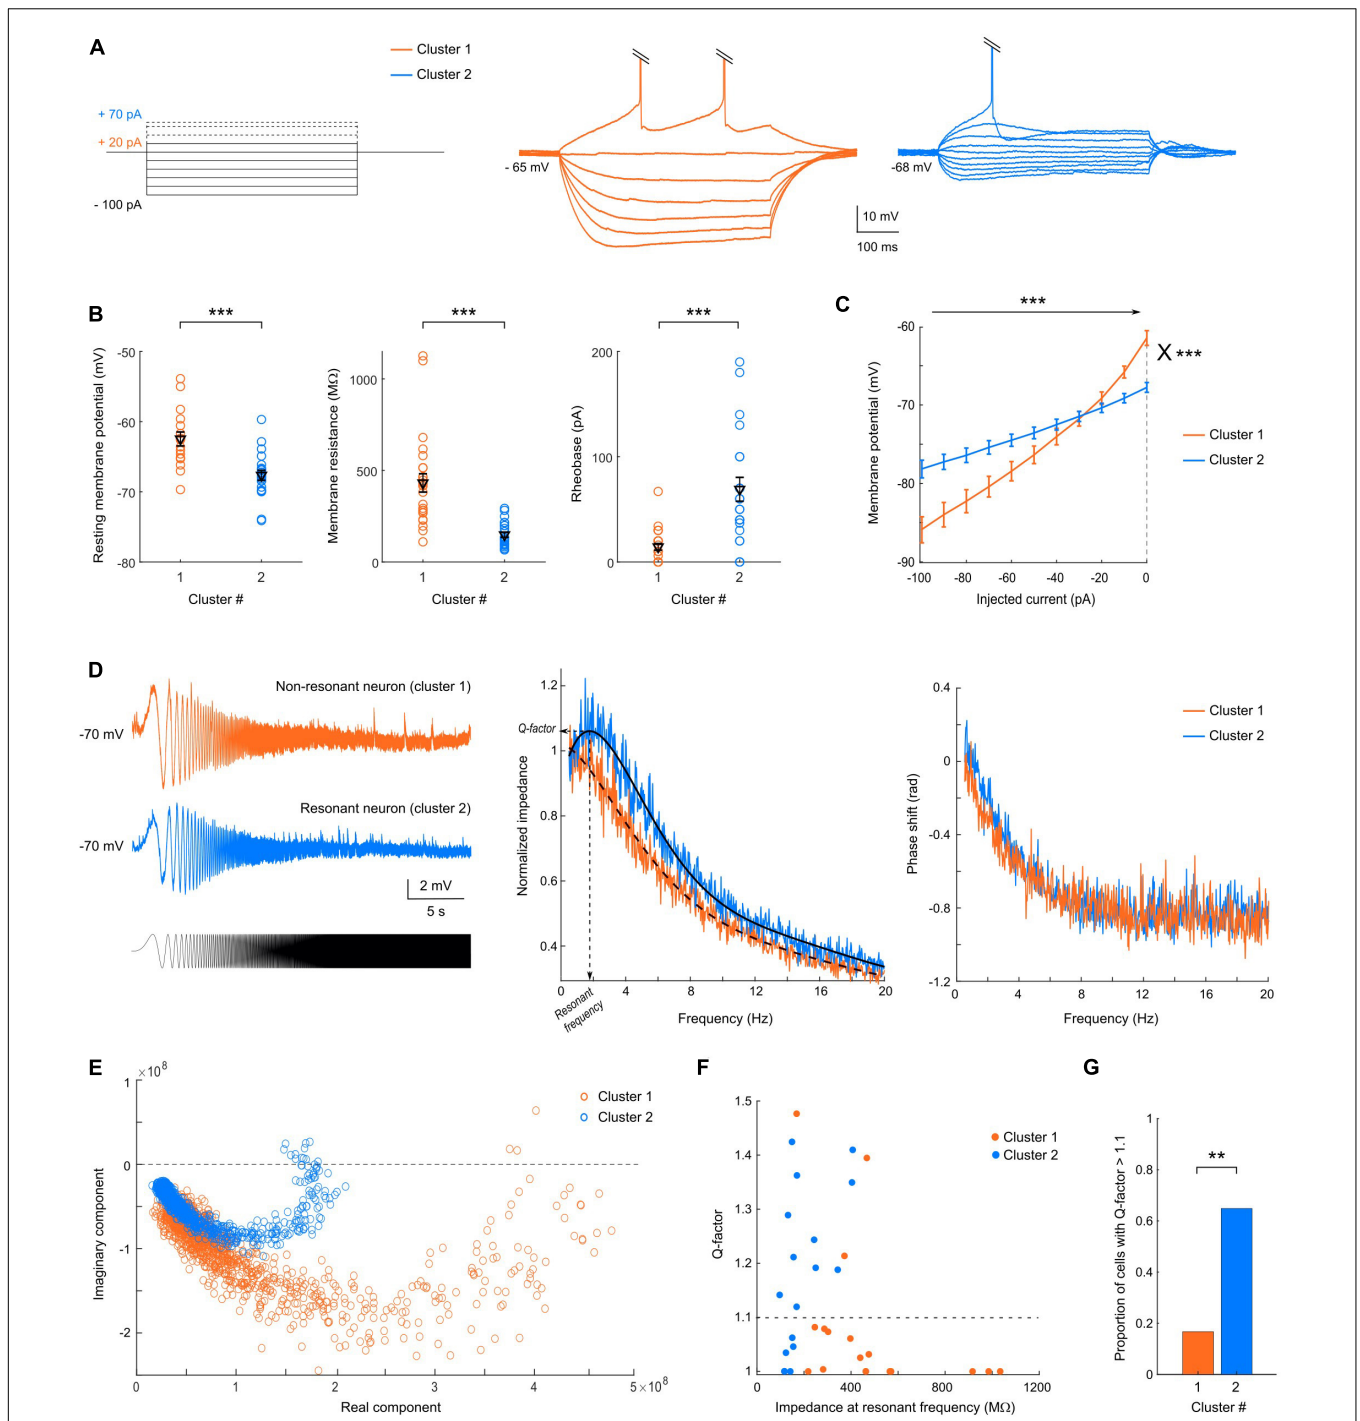 A
Cluster 1
Cluster 2
+ 70 pA
+ 20 pA
- 100 pA
- 65 mV
-68 mV
10 mV
100 ms
B
***
***
***
Resting membrane potential (mV)
-50
-60
-70
-80
1 2
Cluster #
Membrane resistance (MΩ)
1000
500
0
1 2
Cluster #
Rheobase (pA)
200
100
0
1 2
Cluster #
C
***
X ***
Membrane potential (mV)
-60
-70
-80
-90
-100 -80 -60 -40 -20 0
Injected current (pA)
Cluster 1
Cluster 2
D
Non-resonant neuron (cluster 1)
-70 mV
Resonant neuron (cluster 2)
-70 mV
2 mV
5 s
Normalized impedance
1.2
Q-factor
1
0.8
0.6
0.4
0 4 8 12 16 20
Resonant
frequency
Frequency (Hz)
Phase shift (rad)
0.4
0
-0.4
-0.8
-1.2
0 4 8 12 16 20
Frequency (Hz)
Cluster 1
Cluster 2
E
×10⁸
Imaginary component
1
0
-1
-2
0 1 2 3 4 5×10⁸
Real component
Cluster 1
Cluster 2
F
Q-factor
1.5
1.4
1.3
1.2
1.1
1
0 400 800 1200
Impedance at resonant frequency (MΩ)
Cluster 1
Cluster 2
G
Proportion of cells with Q-factor > 1.1
1
0.8
0.6
0.4
0.2
0
**
1 2
Cluster #